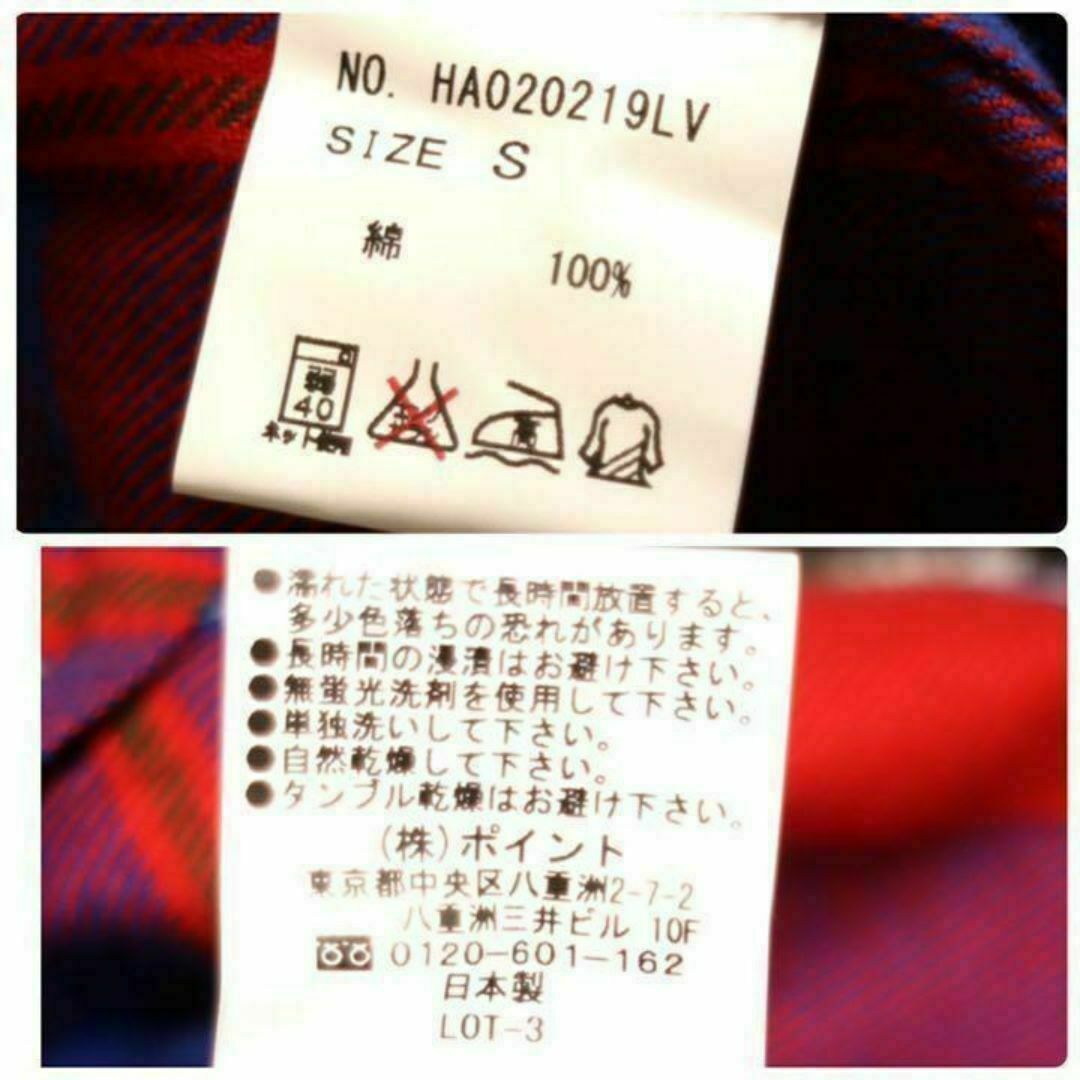 NO. HA020219LV
SIZE S
綿 100%
弱
40
ネット使用
高
●濡れた状態で長時間放置すると、
多少色落ちの恐れがあります。
●長時間の浸漬はお避け下さい。
●無蛍光洗剤を使用して下さい。
●単独洗いして下さい。
●自然乾燥して下さい。
●タンブル乾燥はお避け下さい。
(株)ポイント
東京都中央区八重洲2-7-2
八重洲三井ビル 10F
0120-601-162
日本製
LOT-3